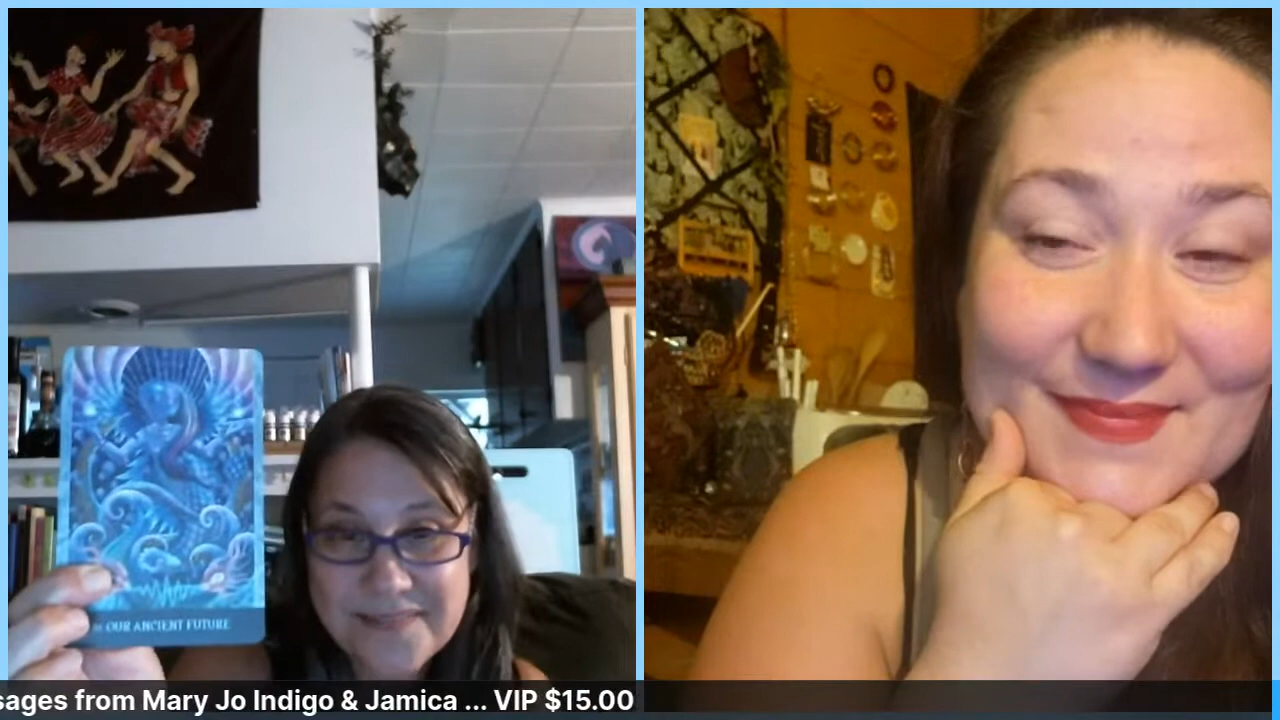 OUR ANCIENT FUTURE
sages from Mary Jo Indigo & Jamica ... VIP $15.00